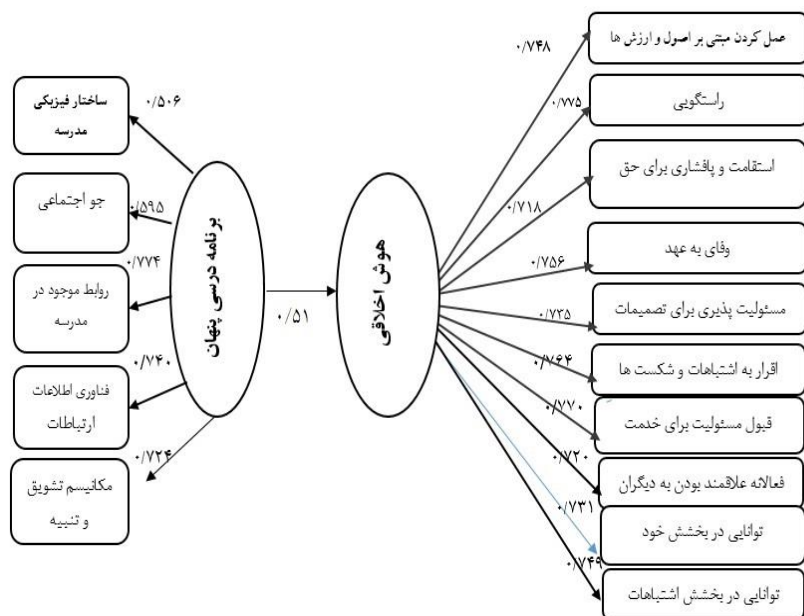 عمل کردن مبتنی بر اصول و ارزش ها
۰/۷۴۸
راستگویی
۰/۷۷۵
استقامت و پافشاری برای حق
۰/۷۱۸
وفای به عهد
۰/۷۵۶
مسئولیت پذیری برای تصمیمات
۰/۷۳۵
اقرار به اشتباهات و شکست ها
۰/۷۶۴
قبول مسئولیت برای خدمت
۰/۷۷۰
فعالانه علاقمند بودن به دیگران
۰/۷۲۰
توانایی در بخشش خود
۰/۷۳۱
توانایی در بخشش اشتباهات
۰/۷۴۹
هوش اخلاقی
۰/۵۱
برنامه درسی پنهان
۰/۵۰۶
ساختار فیزیکی
مدرسه
۰/۵۹۵
جو اجتماعی
۰/۷۷۴
روابط موجود در
مدرسه
۰/۷۴۰
فناوری اطلاعات
ارتباطات
۰/۷۲۴
مکانیسم تشویق
و تنبیه